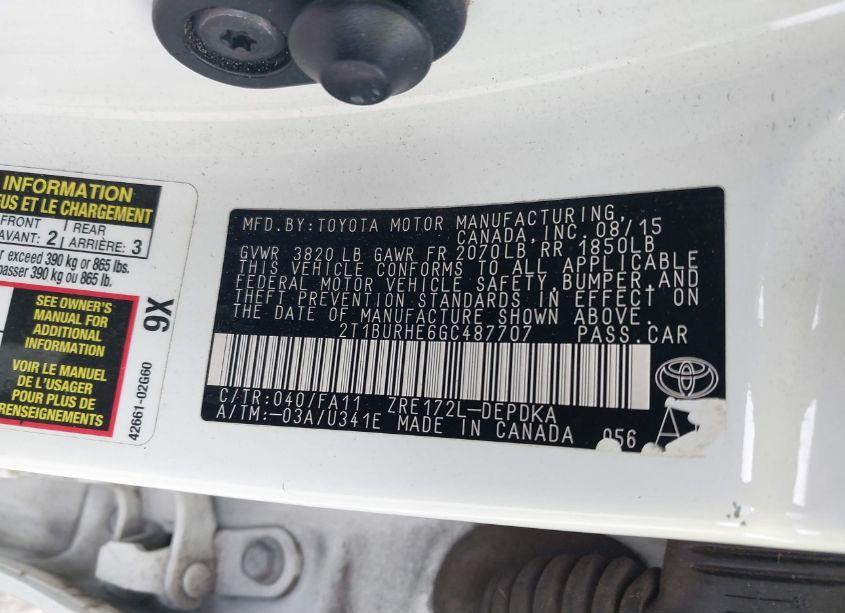 INFORMATION
US ET LE CHARGEMENT
FRONT
AVANT: 2
REAR
ARRIÈRE: 3
exceed 390 kg or 865 lbs.
passer 390 kg ou 865 lb.
SEE OWNER'S
MANUAL FOR
ADDITIONAL
INFORMATION
VOIR LE MANUEL
DE L'USAGER
POUR PLUS DE
RENSEIGNEMENTS
9X
42661-02G60
MFD.BY:TOYOTA MOTOR MANUFACTURING,
CANADA,INC.08/15
GVWR 3820 LB GAWR FR 2070LB RR 1850LB
THIS VEHICLE CONFORMS TO ALL APPLICABLE
FEDERAL MOTOR VEHICLE SAFETY,BUMPER,AND
THEFT PREVENTION STANDARDS IN EFFECT ON
THE DATE OF MANUFACTURE SHOWN ABOVE.
2T1BURHE6GC487707 PASS.CAR
C/TR:040/FA11 ZRE172L-DEPDKA
A/TM:-03A/U341E MADE IN CANADA 056 A